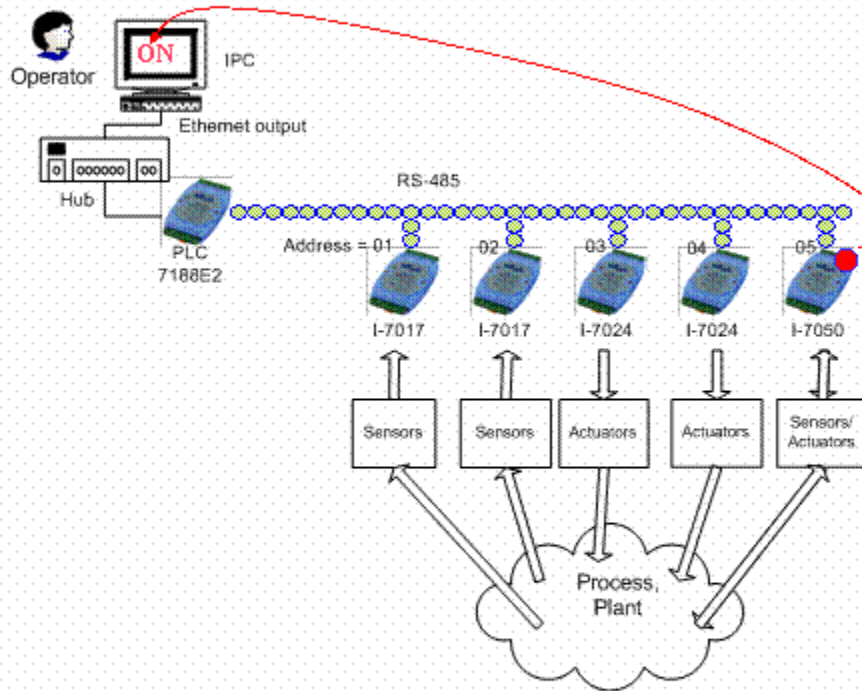 ON
IPC
Operator
Ethernet output
Hub
RS-485
PLC
7188E2
Address = 01
02
03
04
05
I-7017
I-7017
I-7024
I-7024
I-7050
Sensors
Sensors
Actuators
Actuators
Sensors/
Actuators
Process,
Plant